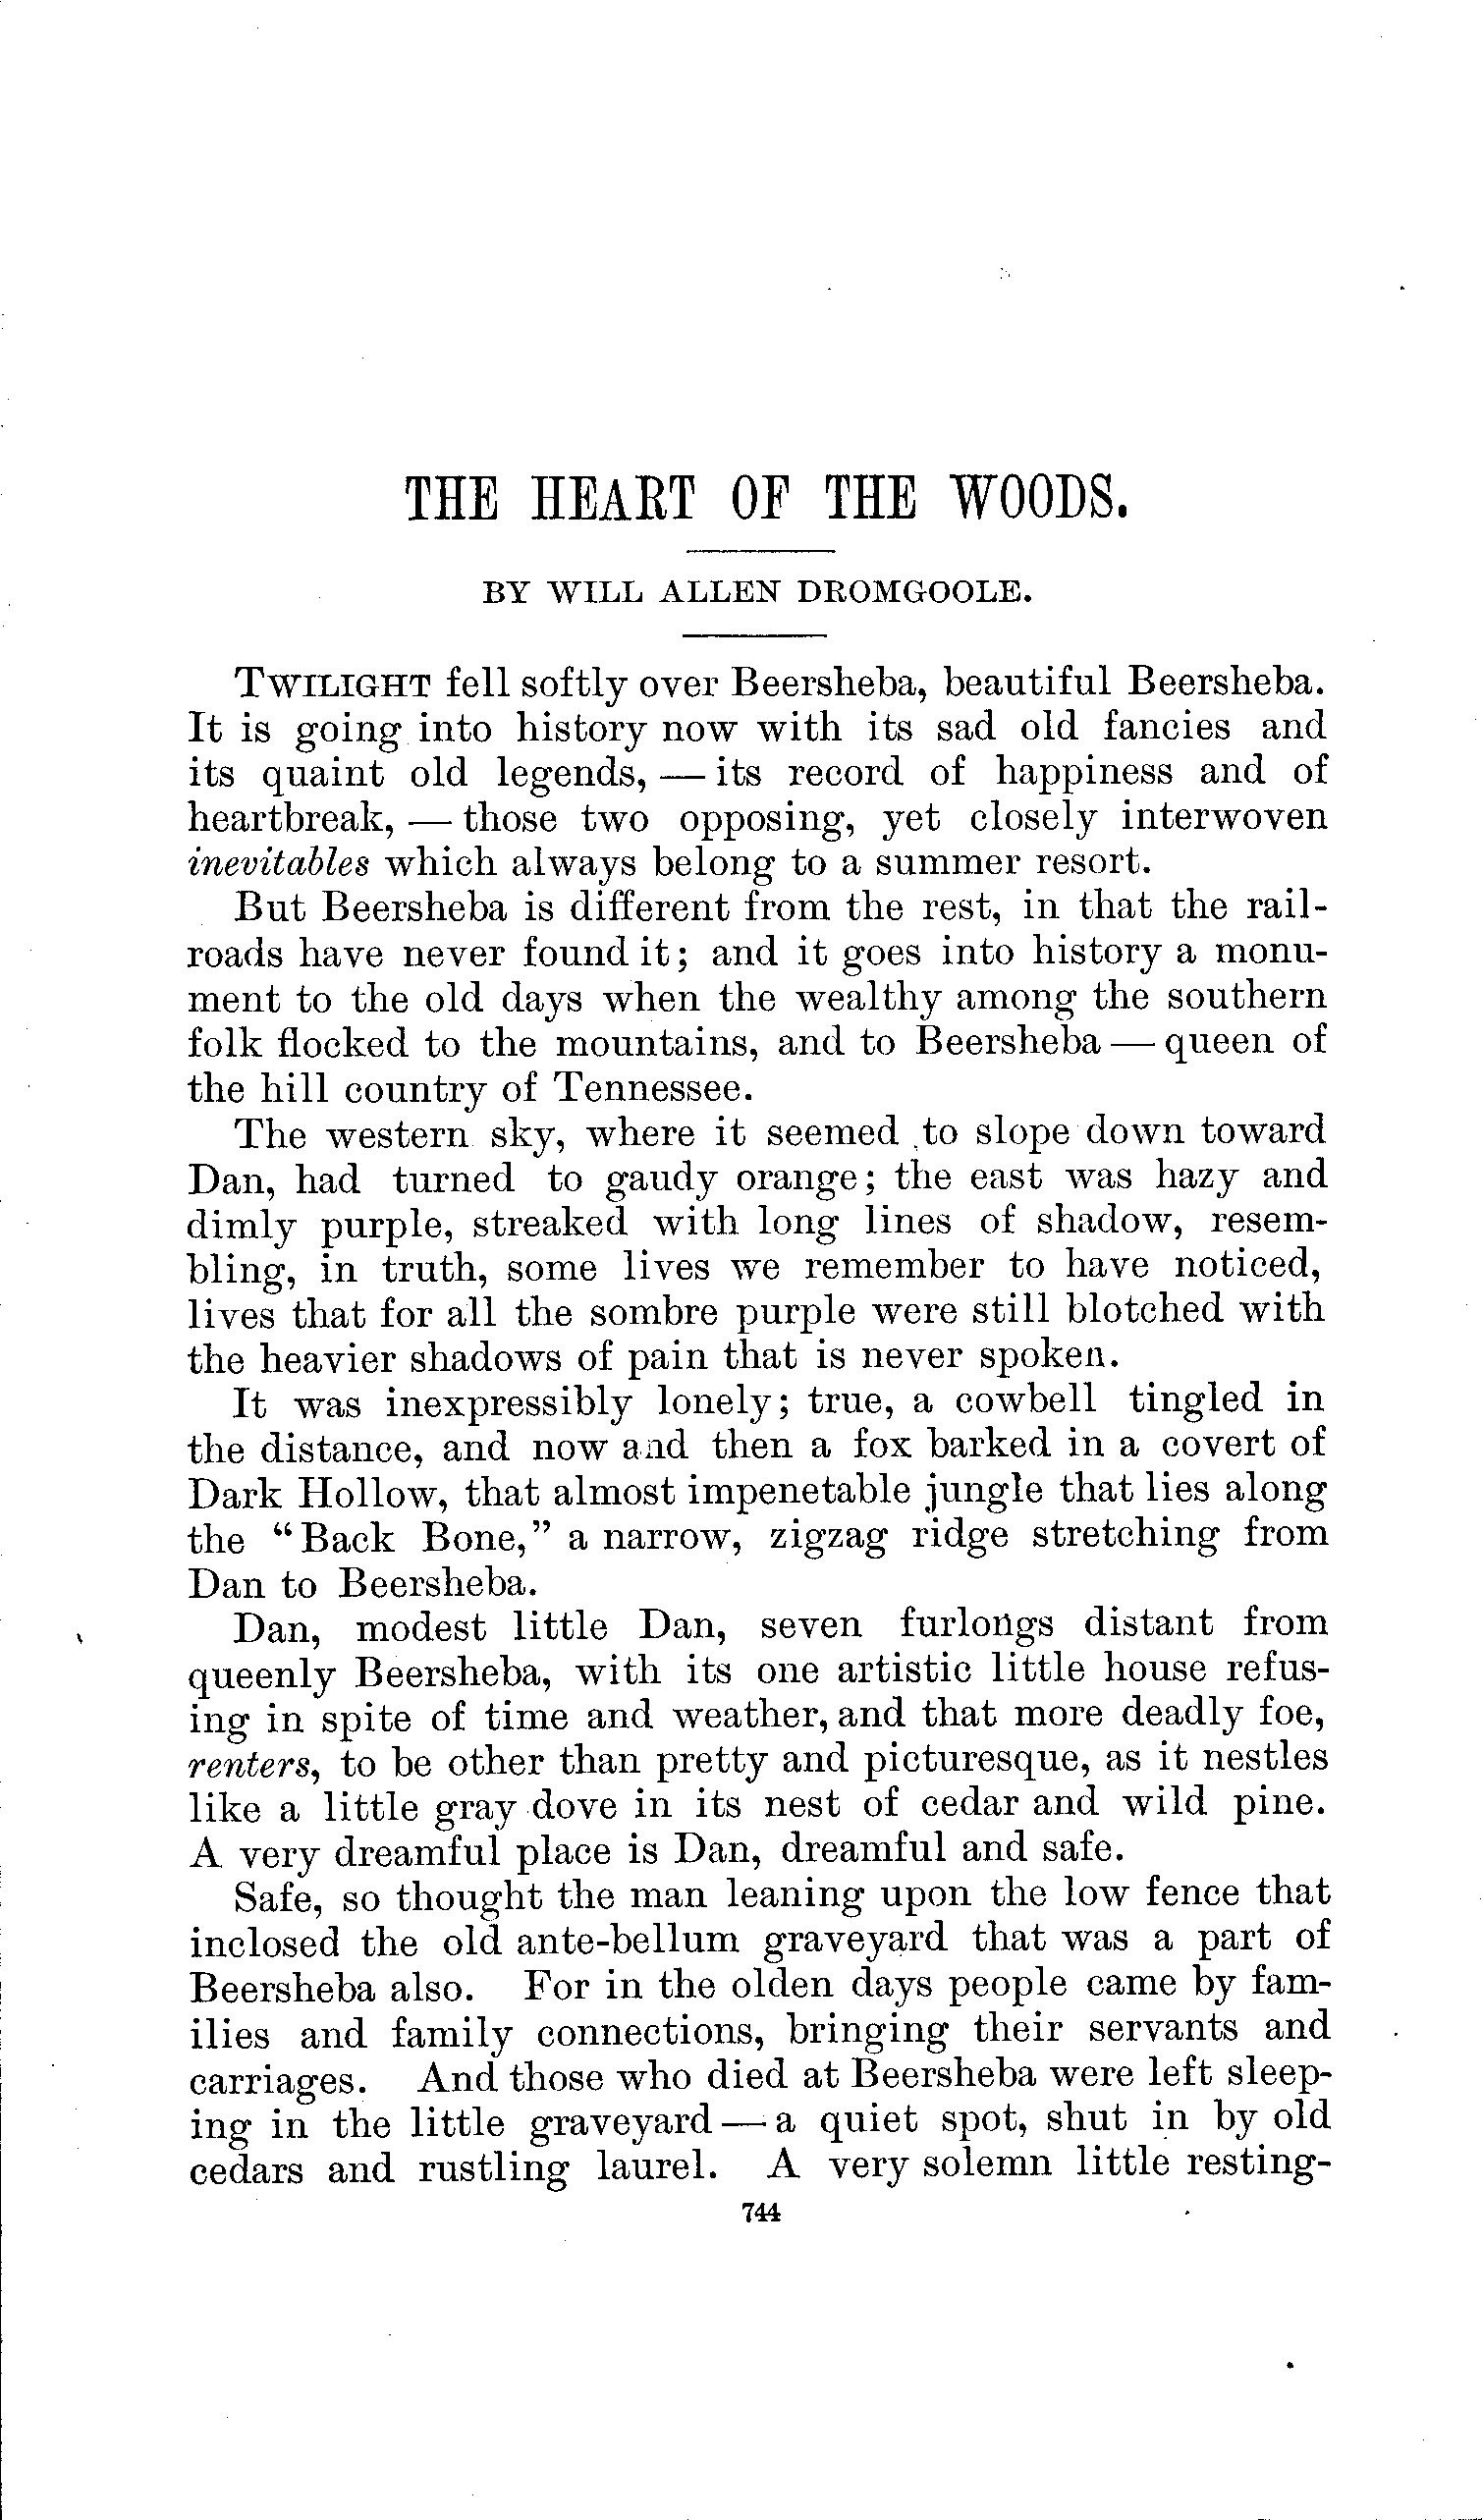 THE HEART OF THE WOODS.
BY WILL ALLEN DROMGOOLE.
TWILIGHT fell softly over Beersheba, beautiful Beersheba.
It is going into history now with its sad old fancies and
its quaint old legends, — its record of happiness and of
heartbreak, — those two opposing, yet closely interwoven
inevitables which always belong to a summer resort.
But Beersheba is different from the rest, in that the rail-
roads have never found it; and it goes into history a monu-
ment to the old days when the wealthy among the southern
folk flocked to the mountains, and to Beersheba — queen of
the hill country of Tennessee.
The western sky, where it seemed to slope down toward
Dan, had turned to gaudy orange; the east was hazy and
dimly purple, streaked with long lines of shadow, resem-
bling, in truth, some lives we remember to have noticed,
lives that for all the sombre purple were still blotched with
the heavier shadows of pain that is never spoken.
It was inexpressibly lonely; true, a cowbell tingled in
the distance, and now and then a fox barked in a covert of
Dark Hollow, that almost impenetable jungle that lies along
the "Back Bone," a narrow, zigzag ridge stretching from
Dan to Beersheba.
Dan, modest little Dan, seven furlongs distant from
queenly Beersheba, with its one artistic little house refus-
ing in spite of time and weather, and that more deadly foe,
renters, to be other than pretty and picturesque, as it nestles
like a little gray dove in its nest of cedar and wild pine.
A very dreamful place is Dan, dreamful and safe.
Safe, so thought the man leaning upon the low fence that
inclosed the old ante-bellum graveyard that was a part of
Beersheba also. For in the olden days people came by fam-
ilies and family connections, bringing their servants and
carriages. And those who died at Beersheba were left sleep-
ing in the little graveyard — a quiet spot, shut in by old
cedars and rustling laurel. A very solemn little resting-
744